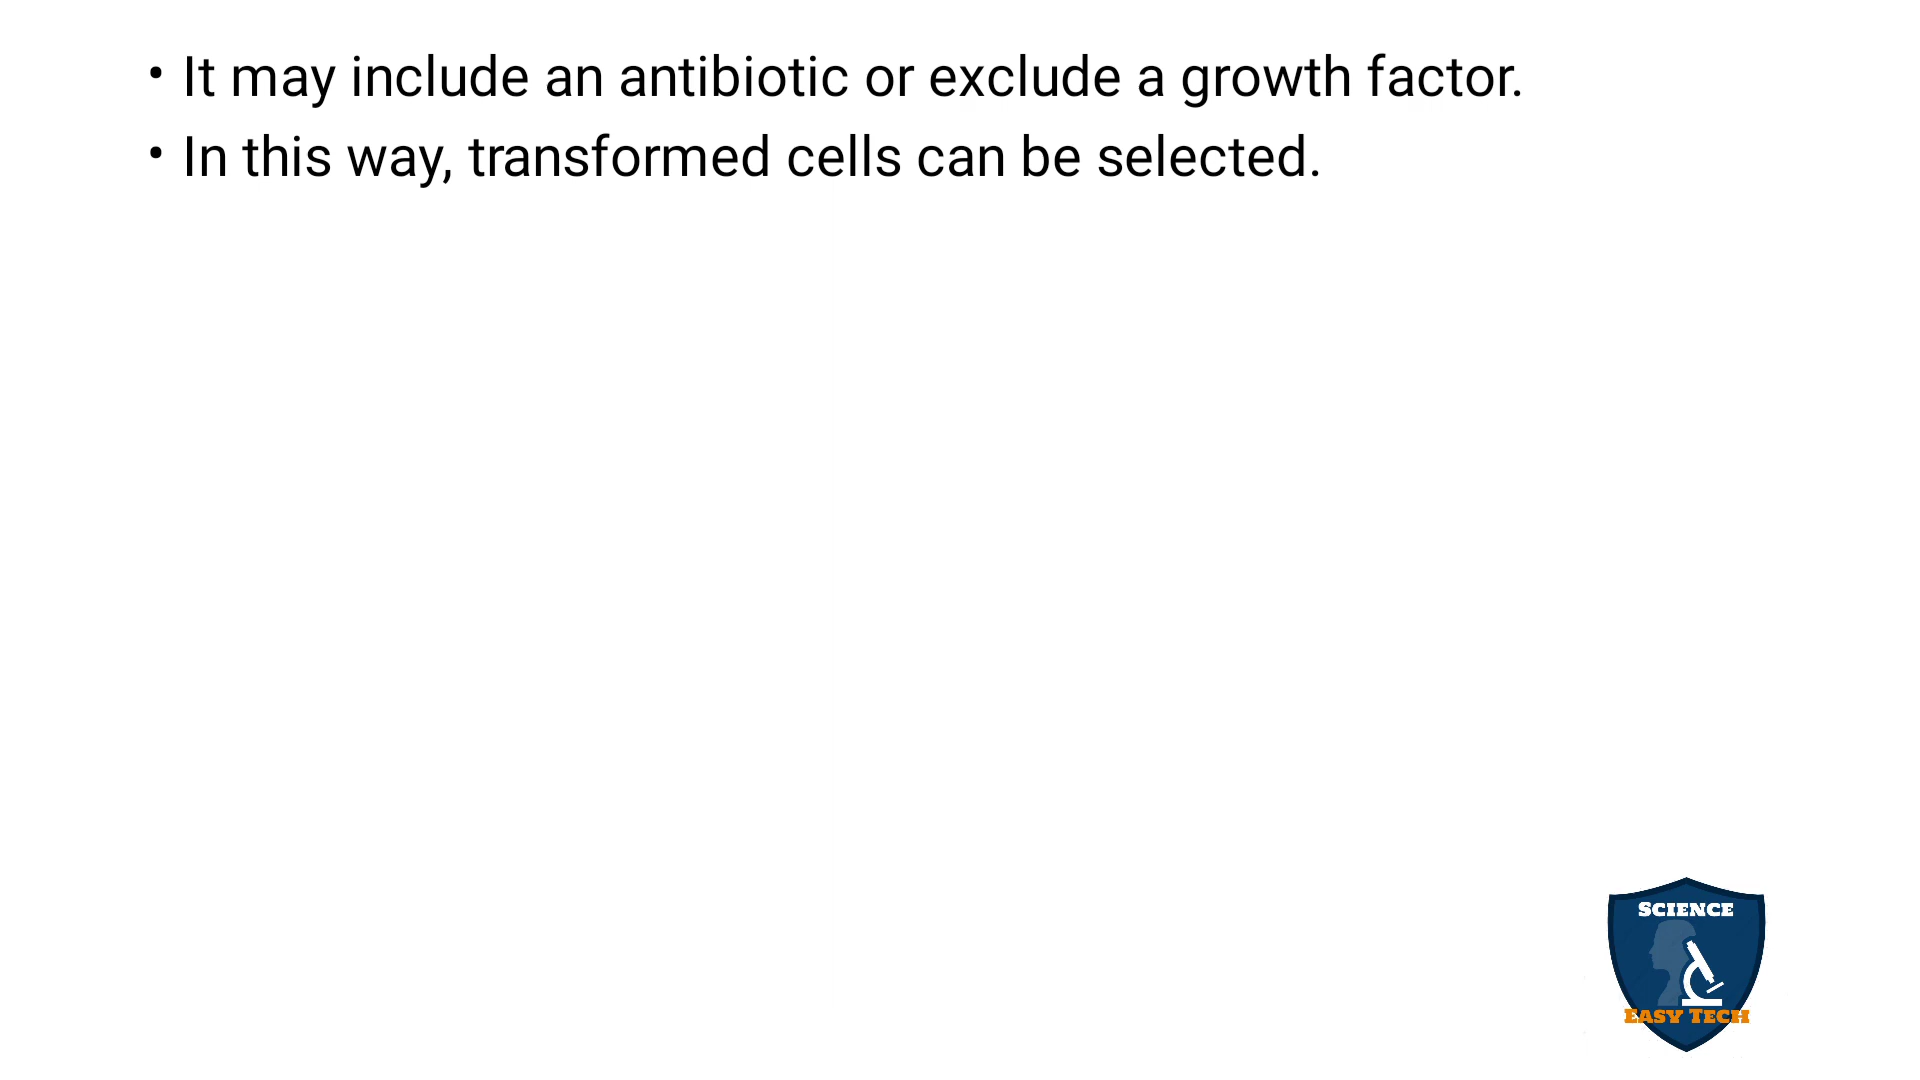 • It may include an antibiotic or exclude a growth factor.
• In this way, transformed cells can be selected.
SCIENCE
EASY TECH